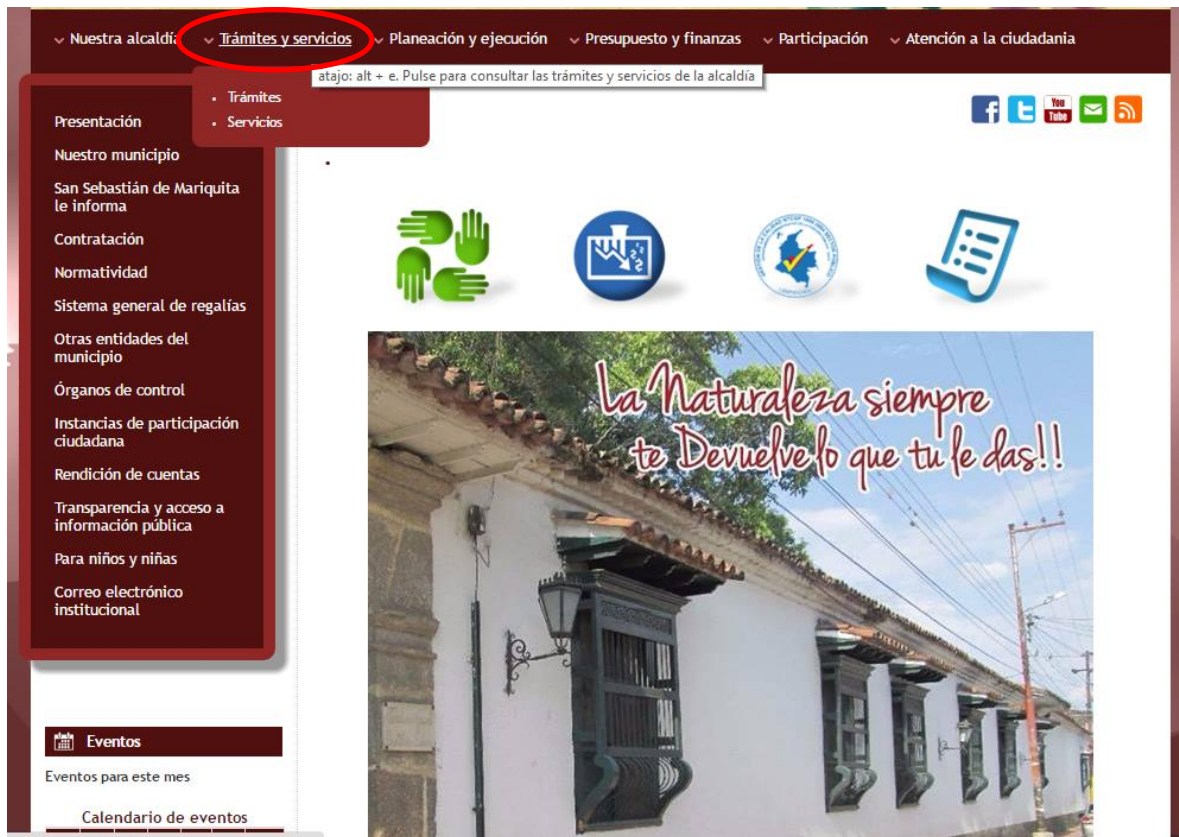 Nuestra alcaldía
Trámites y servicios
Planeación y ejecución
Presupuesto y finanzas
Participación
Atención a la ciudadania
atajo: alt + e. Pulse para consultar las trámites y servicios de la alcaldía
Trámites
Servicios
Presentación
Nuestro municipio
San Sebastián de Mariquita
le informa
Contratación
Normatividad
Sistema general de regalías
Otras entidades del
municipio
Órganos de control
Instancias de participación
ciudadana
Rendición de cuentas
Transparencia y acceso a
información pública
Para niños y niñas
Correo electrónico
institucional
You
Tube
La Naturaleza siempre
te Devuelve lo que tu le das!!
Eventos
Eventos para este mes
Calendario de eventos